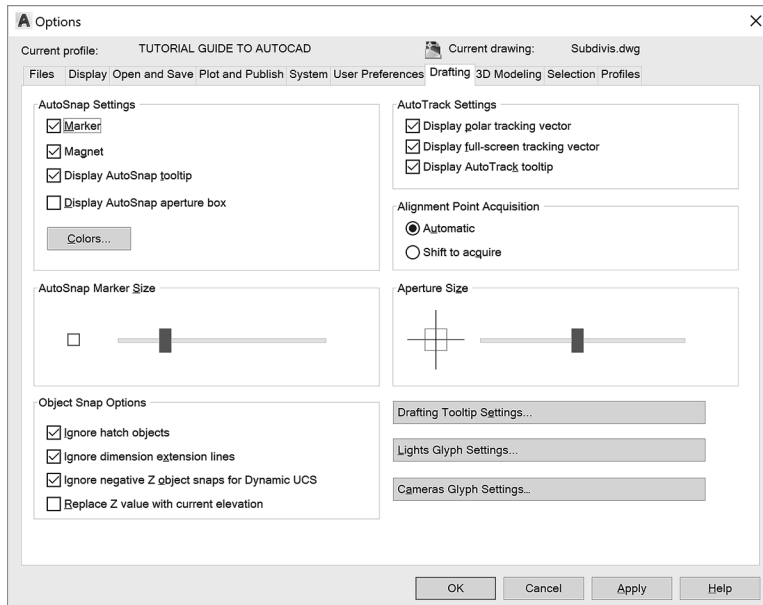 A Options
Current profile: TUTORIAL GUIDE TO AUTOCAD Current drawing: Subdivis.dwg
Files Display Open and Save Plot and Publish System User Preferences Drafting 3D Modeling Selection Profiles
AutoSnap Settings
Marker
Magnet
Display AutoSnap tooltip
Display AutoSnap aperture box
Colors...
AutoTrack Settings
Display polar tracking vector
Display full-screen tracking vector
Display AutoTrack tooltip
Alignment Point Acquisition
Automatic
Shift to acquire
AutoSnap Marker Size
Aperture Size
Object Snap Options
Ignore hatch objects
Ignore dimension extension lines
Ignore negative Z object snaps for Dynamic UCS
Replace Z value with current elevation
Drafting Tooltip Settings...
Lights Glyph Settings...
Cameras Glyph Settings...
OK Cancel Apply Help